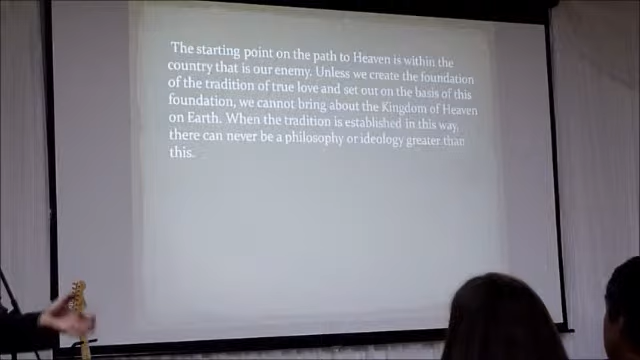 The starting point on the path to Heaven is within the
country that is our enemy. Unless we create the foundation
of the tradition of true love and set out on the basis of this
foundation, we cannot bring about the Kingdom of Heaven
on Earth. When the tradition is established in this way,
there can never be a philosophy or ideology greater than
this.